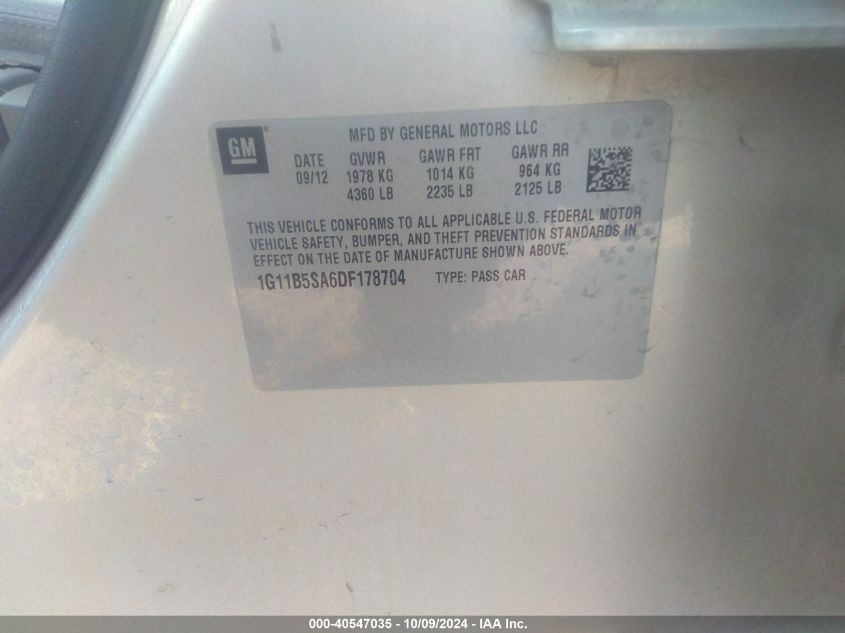 GM
MFD BY GENERAL MOTORS LLC
DATE GVWR GAWR FRT GAWR RR
09/12 1978 KG 1014 KG 964 KG
4360 LB 2235 LB 2125 LB
THIS VEHICLE CONFORMS TO ALL APPLICABLE U.S. FEDERAL MOTOR
VEHICLE SAFETY, BUMPER, AND THEFT PREVENTION STANDARDS IN
EFFECT ON THE DATE OF MANUFACTURE SHOWN ABOVE.
1G11B5SA6DF178704 TYPE: PASS CAR
000-40547035 - 10/09/2024 - IAA Inc.